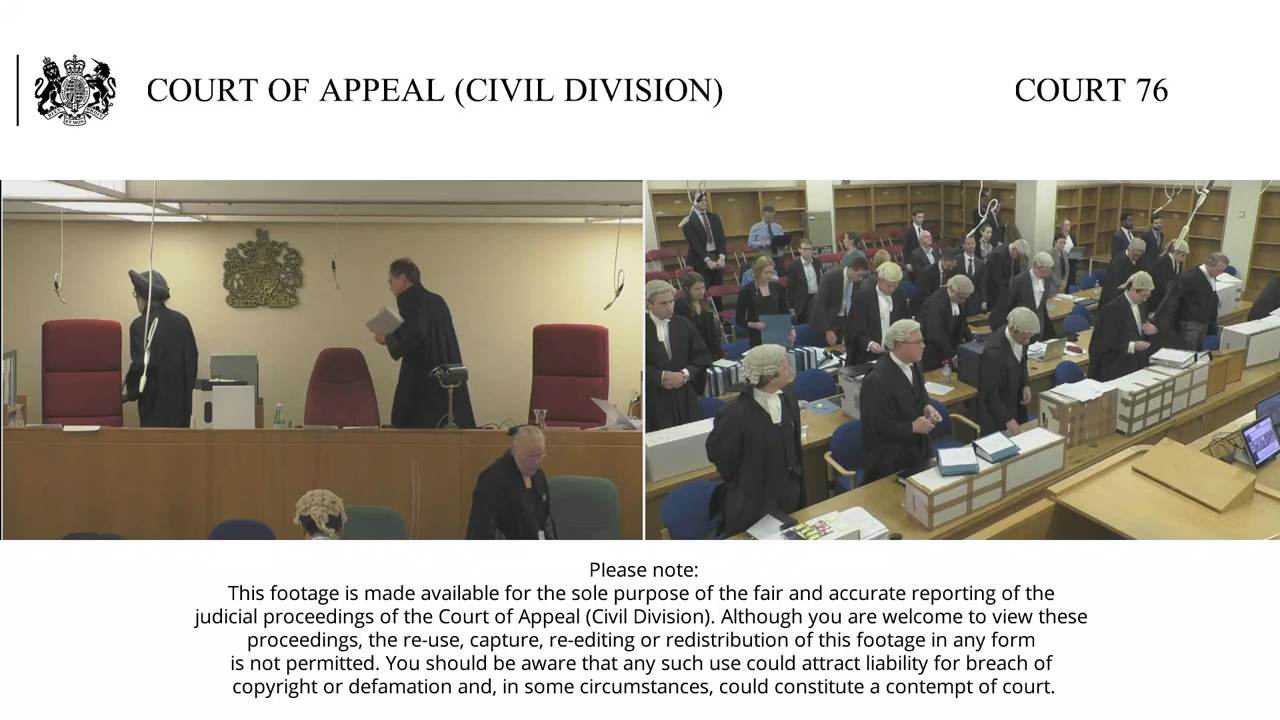 COURT OF APPEAL (CIVIL DIVISION)
COURT 76
Please note:
This footage is made available for the sole purpose of the fair and accurate reporting of the
judicial proceedings of the Court of Appeal (Civil Division). Although you are welcome to view these
proceedings, the re-use, capture, re-editing or redistribution of this footage in any form
is not permitted. You should be aware that any such use could attract liability for breach of
copyright or defamation and, in some circumstances, could constitute a contempt of court.